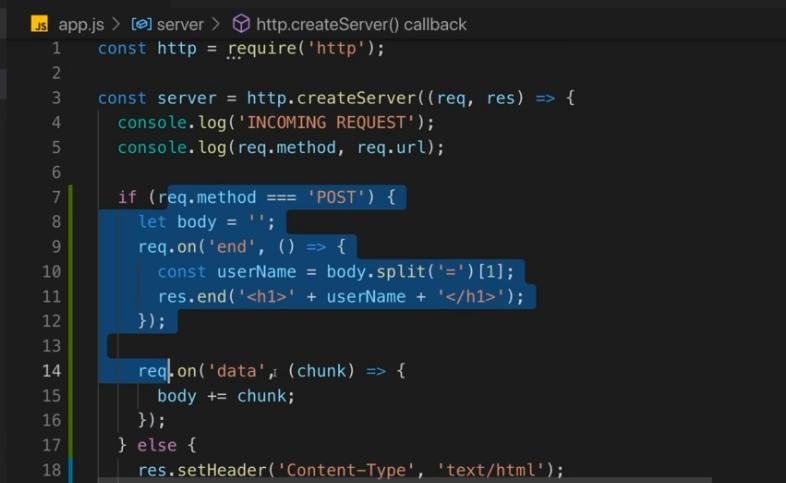 JS app.js > server > http.createServer() callback
1 const http = require('http');
2
3 const server = http.createServer((req, res) => {
4 console.log('INCOMING REQUEST');
5 console.log(req.method, req.url);
6
7 if (req.method === 'POST') {
8 let body = '';
9 req.on('end', () => {
10 const userName = body.split('=')[1];
11 res.end('<h1>' + userName + '</h1>');
12 });
13
14 req.on('data', (chunk) => {
15 body += chunk;
16 });
17 } else {
18 res.setHeader('Content-Type', 'text/html');